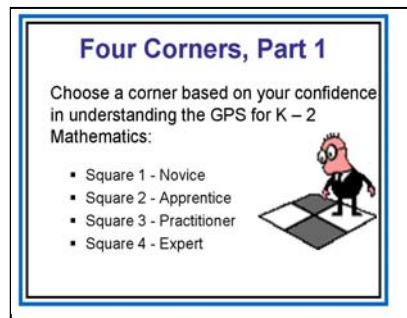 Four Corners, Part 1
Choose a corner based on your confidence
in understanding the GPS for K – 2
Mathematics:
▪ Square 1 - Novice
▪ Square 2 - Apprentice
▪ Square 3 - Practitioner
▪ Square 4 - Expert